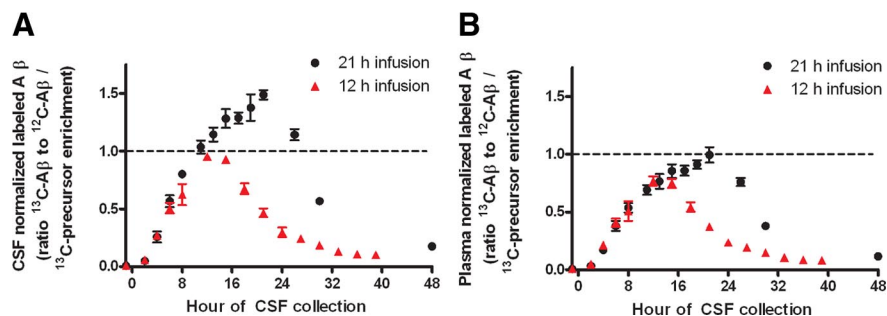 A
CSF normalized labeled A β
(ratio ¹³C-Aβ to ¹²C-Aβ /
¹³C-precursor enrichment)
21 h infusion
12 h infusion
1.5
1.0
0.5
0.0
0 8 16 24 32 40 48
Hour of CSF collection
B
Plasma normalized labeled A β
(ratio ¹³C-Aβ to ¹²C-Aβ /
¹³C-precursor enrichment)
21 h infusion
12 h infusion
1.5
1.0
0.5
0.0
0 8 16 24 32 40 48
Hour of CSF collection